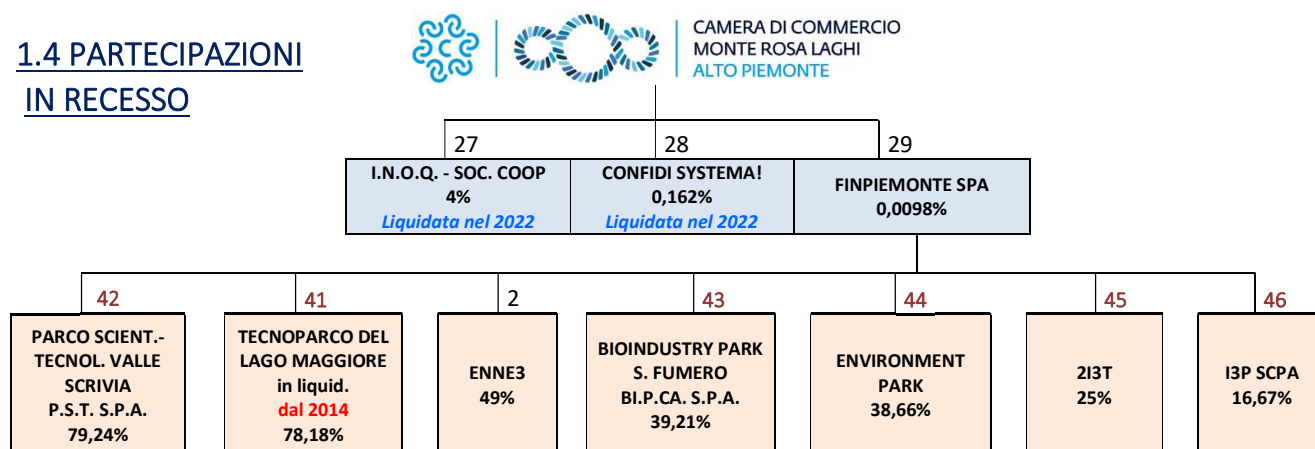 1.4 PARTECIPAZIONI
IN RECESSO
CAMERA DI COMMERCIO
MONTE ROSA LAGHI
ALTO PIEMONTE
27
28
29
I.N.O.Q. - SOC. COOP
4%
Liquidata nel 2022
CONFIDI SYSTEMA!
0,162%
Liquidata nel 2022
FINPIEMONTE SPA
0,0098%
42
41
2
43
44
45
46
PARCO SCIENT.-
TECNOL. VALLE
SCRIVIA
P.S.T. S.P.A.
79,24%
TECNOPARCO DEL
LAGO MAGGIORE
in liquid.
dal 2014
78,18%
ENNE3
49%
BIOINDUSTRY PARK
S. FUMERO
BI.P.CA. S.P.A.
39,21%
ENVIRONMENT
PARK
38,66%
2I3T
25%
I3P SCPA
16,67%